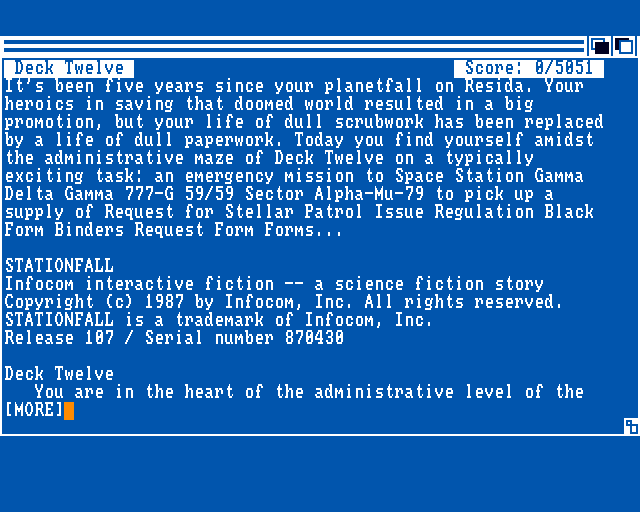 Deck Twelve Score: 0/5051
It's been five years since your planetfall on Resida. Your
heroics in saving that doomed world resulted in a big
promotion, but your life of dull scrubwork has been replaced
by a life of dull paperwork. Today you find yourself amidst
the administrative maze of Deck Twelve on a typically
exciting task: an emergency mission to Space Station Gamma
Delta Gamma 777-G 59/59 Sector Alpha-Mu-79 to pick up a
supply of Request for Stellar Patrol Issue Regulation Black
Form Binders Request Form Forms...
STATIONFALL
Infocom interactive fiction -- a science fiction story
Copyright (c) 1987 by Infocom, Inc. All rights reserved.
STATIONFALL is a trademark of Infocom, Inc.
Release 107 / Serial number 870430
Deck Twelve
You are in the heart of the administrative level of the
[MORE]